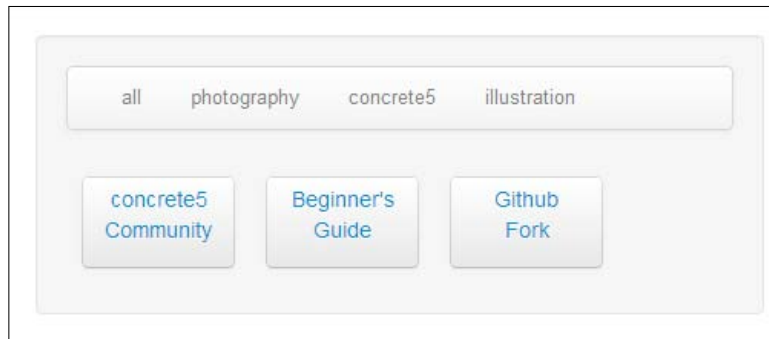 all photography concrete5 illustration
concrete5 Beginner's Github
Community Guide Fork